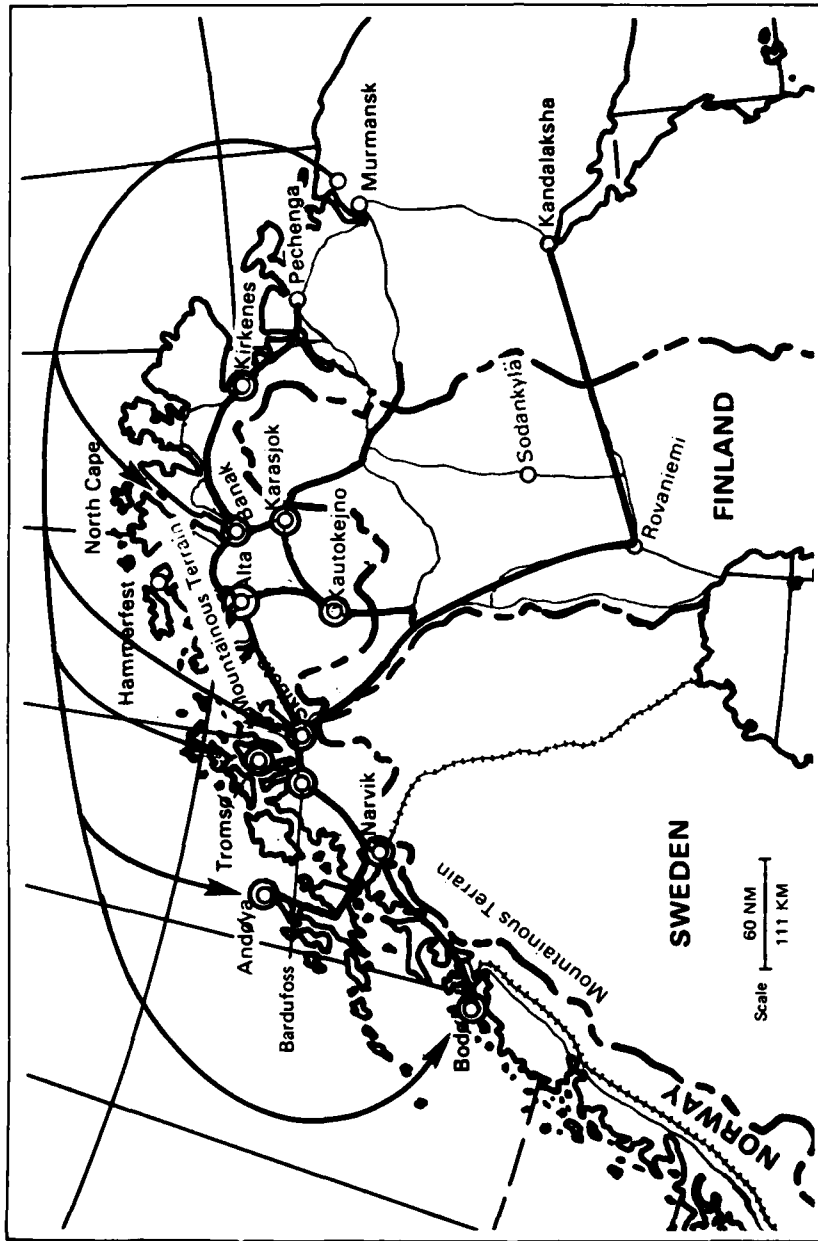 North Cape
Hammerfest
Mountainous Terrain
Tromsø
Andøya
Bardufoss
Bodø
Narvik
Alta
Banak
Karasjok
Kautokejno
Kirkenes
Pechenga
Murmansk
Kandalaksha
Sodankylä
Rovaniemi
FINLAND
SWEDEN
NORWAY
Mountainous Terrain
Scale
60 NM
111 KM